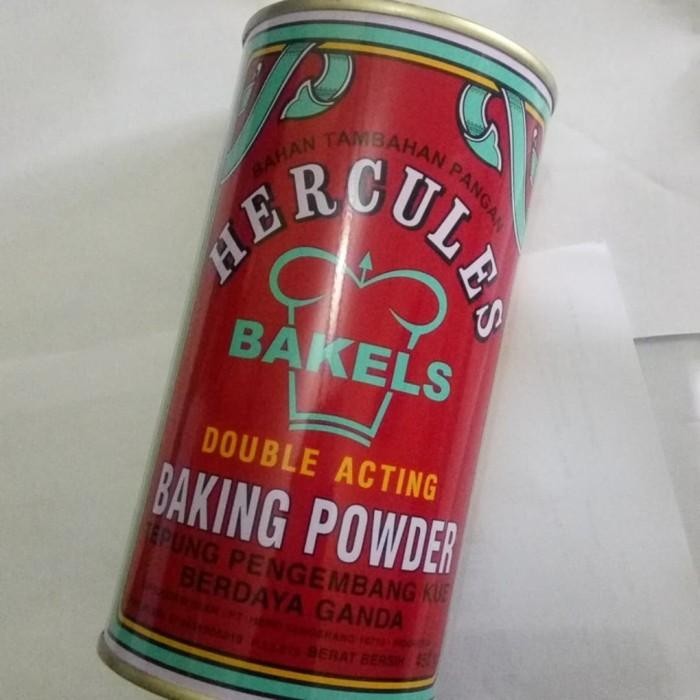 BAHAN TAMBAHAN PANGAN
HERCULES
BAKELS
DOUBLE ACTING
BAKING POWDER
TEPUNG PENGEMBANG KUE
BERDAYA GANDA
BERAT BERSIH